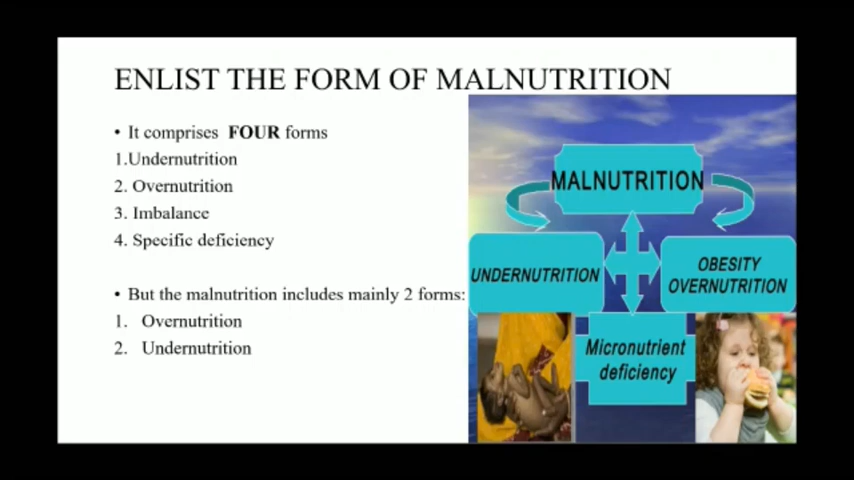 ENLIST THE FORM OF MALNUTRITION
• It comprises FOUR forms
1.Undernutrition
2. Overnutrition
3. Imbalance
4. Specific deficiency
• But the malnutrition includes mainly 2 forms:
1. Overnutrition
2. Undernutrition
MALNUTRITION
UNDERNUTRITION
OBESITY
OVERNUTRITION
Micronutrient
deficiency